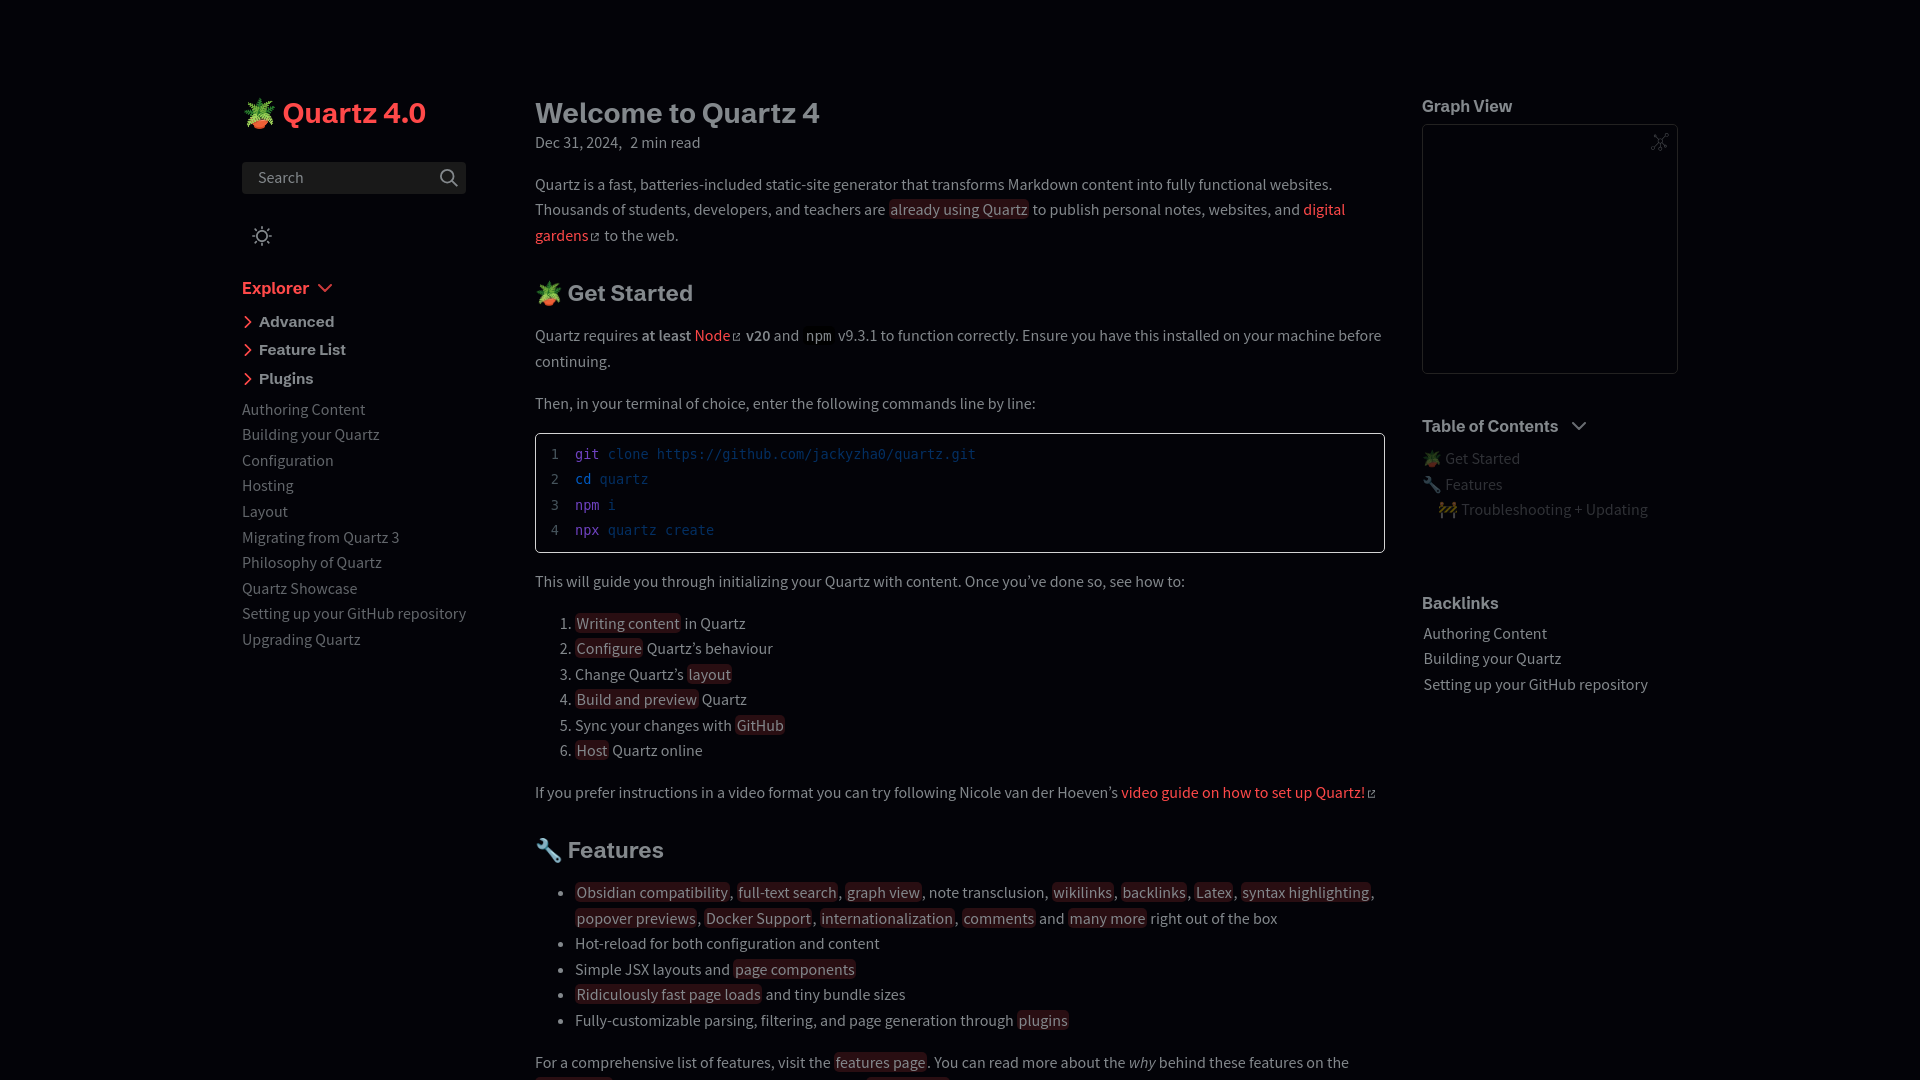 Quartz 4.0
Search
Explorer
Advanced
Feature List
Plugins
Authoring Content
Building your Quartz
Configuration
Hosting
Layout
Migrating from Quartz 3
Philosophy of Quartz
Quartz Showcase
Setting up your GitHub repository
Upgrading Quartz
Welcome to Quartz 4
Dec 31, 2024, 2 min read
Quartz is a fast, batteries-included static-site generator that transforms Markdown content into fully functional websites.
Thousands of students, developers, and teachers are already using Quartz to publish personal notes, websites, and digital
gardens to the web.
🪴 Get Started
Quartz requires at least Node v20 and npm v9.3.1 to function correctly. Ensure you have this installed on your machine before
continuing.
Then, in your terminal of choice, enter the following commands line by line:
1 git clone https://github.com/jackyzha0/quartz.git
2 cd quartz
3 npm i
4 npx quartz create
This will guide you through initializing your Quartz with content. Once you’ve done so, see how to:
1. Writing content in Quartz
2. Configure Quartz’s behaviour
3. Change Quartz’s layout
4. Build and preview Quartz
5. Sync your changes with GitHub
6. Host Quartz online
If you prefer instructions in a video format you can try following Nicole van der Hoeven’s video guide on how to set up Quartz!
🔧 Features
• Obsidian compatibility, full-text search, graph view, note transclusion, wikilinks, backlinks, Latex, syntax highlighting,
popover previews, Docker Support, internationalization, comments and many more right out of the box
• Hot-reload for both configuration and content
• Simple JSX layouts and page components
• Ridiculously fast page loads and tiny bundle sizes
• Fully-customizable parsing, filtering, and page generation through plugins
For a comprehensive list of features, visit the features page. You can read more about the why behind these features on the
Graph View
Table of Contents
🪴 Get Started
🔧 Features
🚧 Troubleshooting + Updating
Backlinks
Authoring Content
Building your Quartz
Setting up your GitHub repository